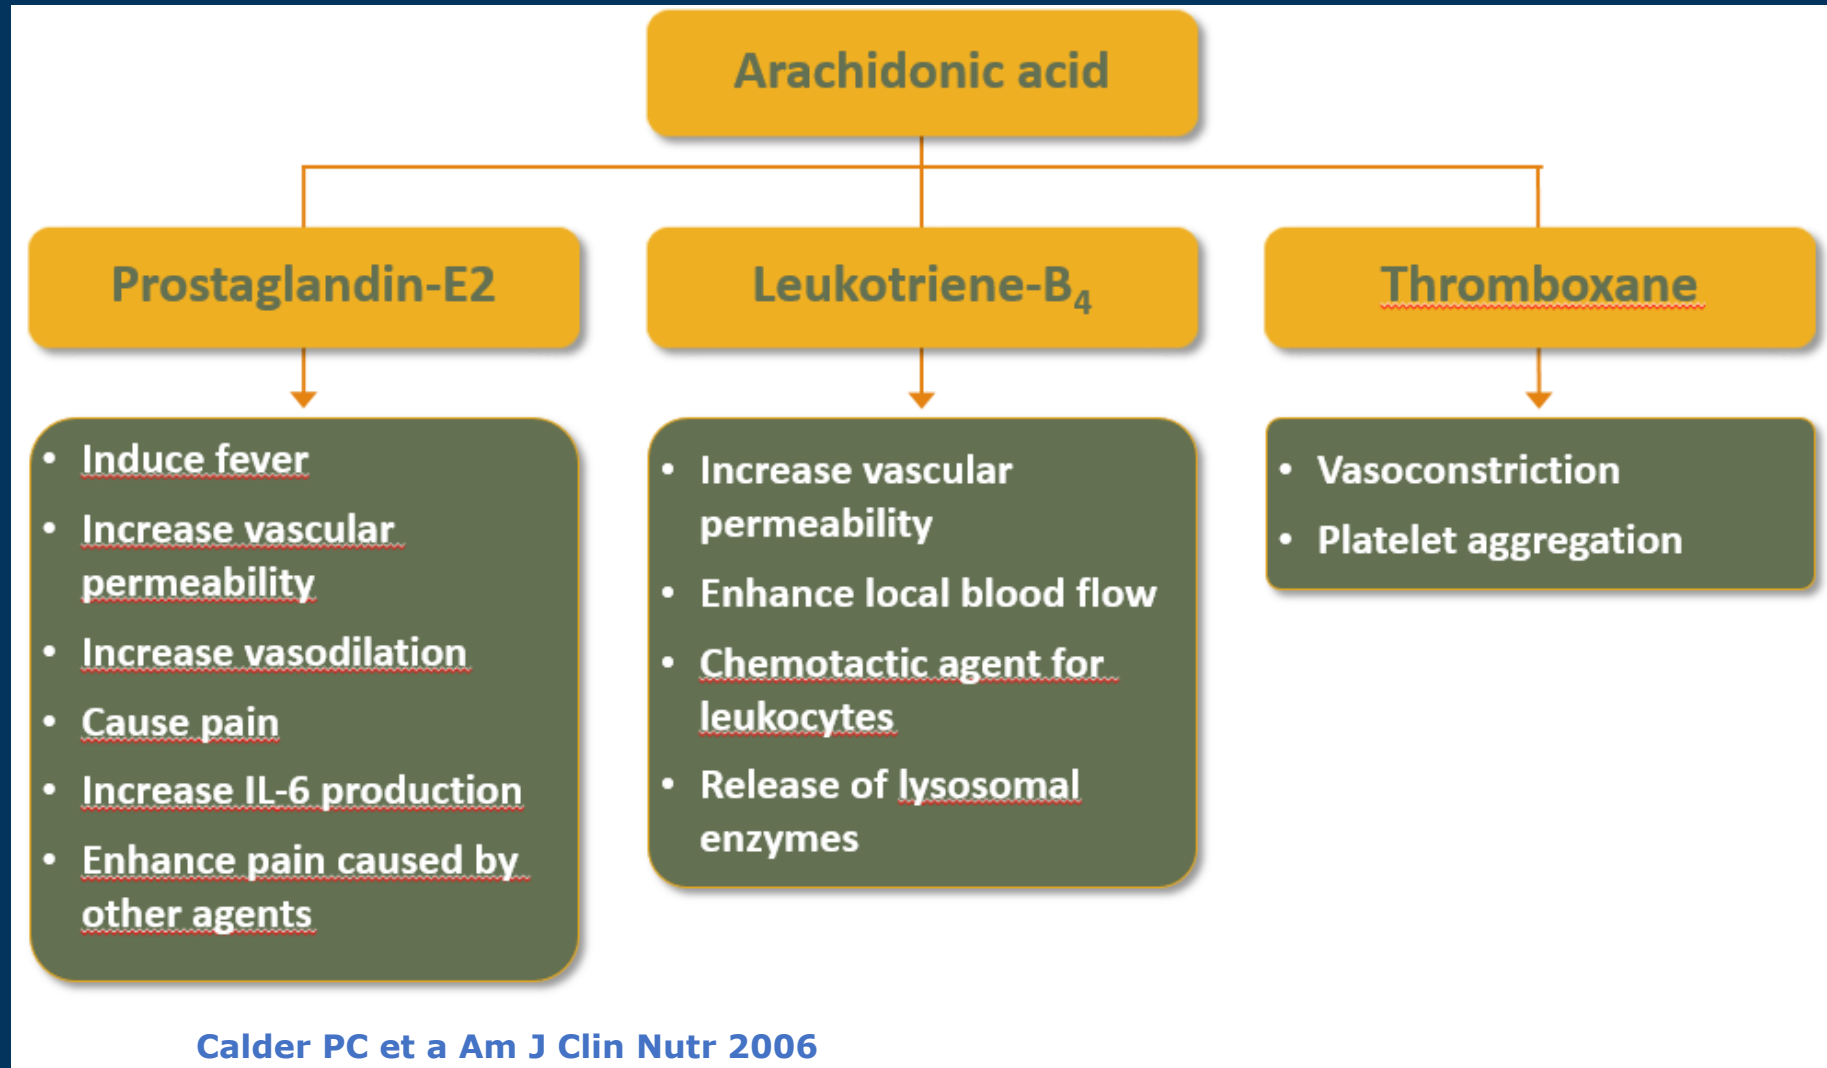 Arachidonic acid
Prostaglandin-E2
Leukotriene-B₄
Thromboxane
• Induce fever
• Increase vascular
permeability
• Increase vasodilation
• Cause pain
• Increase IL-6 production
• Enhance pain caused by
other agents
• Increase vascular
permeability
• Enhance local blood flow
• Chemotactic agent for
leukocytes
• Release of lysosomal
enzymes
• Vasoconstriction
• Platelet aggregation
Calder PC et a Am J Clin Nutr 2006